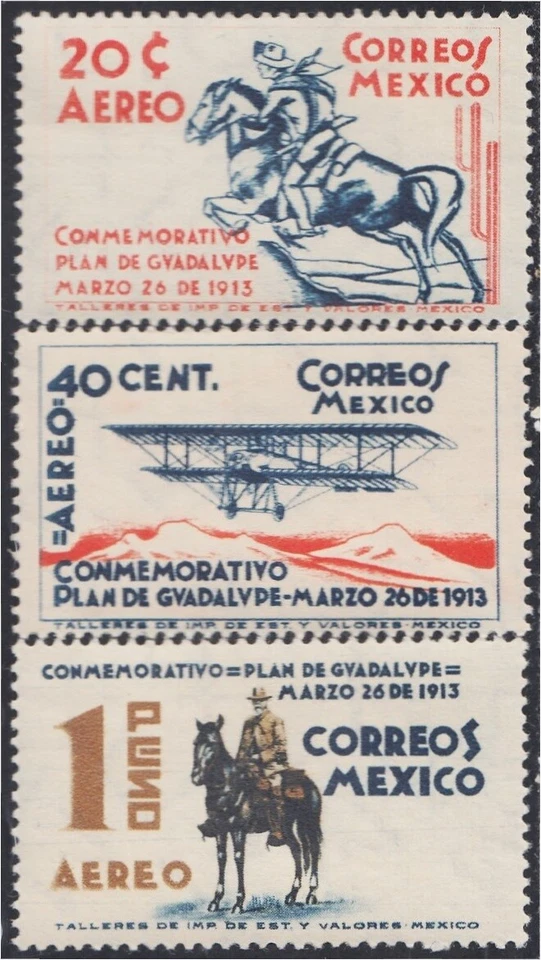 20 ¢
AEREO
CORREOS
MEXICO
CONMEMORATIVO
PLAN DE GVADALVPE
MARZO 26 DE 1913
TALLERES DE IMP. DE EST. Y VALORES-MEXICO
=AEREO=
40 CENT.
CORREOS
MEXICO
CONMEMORATIVO
PLAN DE GVADALVPE-MARZO 26 DE 1913
TALLERES DE IMP. DE EST. Y VALORES-MEXICO
CONMEMORATIVO=PLAN DE GVADALVPE=
MARZO 26 DE 1913
1 PESO
AEREO
CORREOS
MEXICO
TALLERES DE IMP. DE EST. Y VALORES-MEXICO